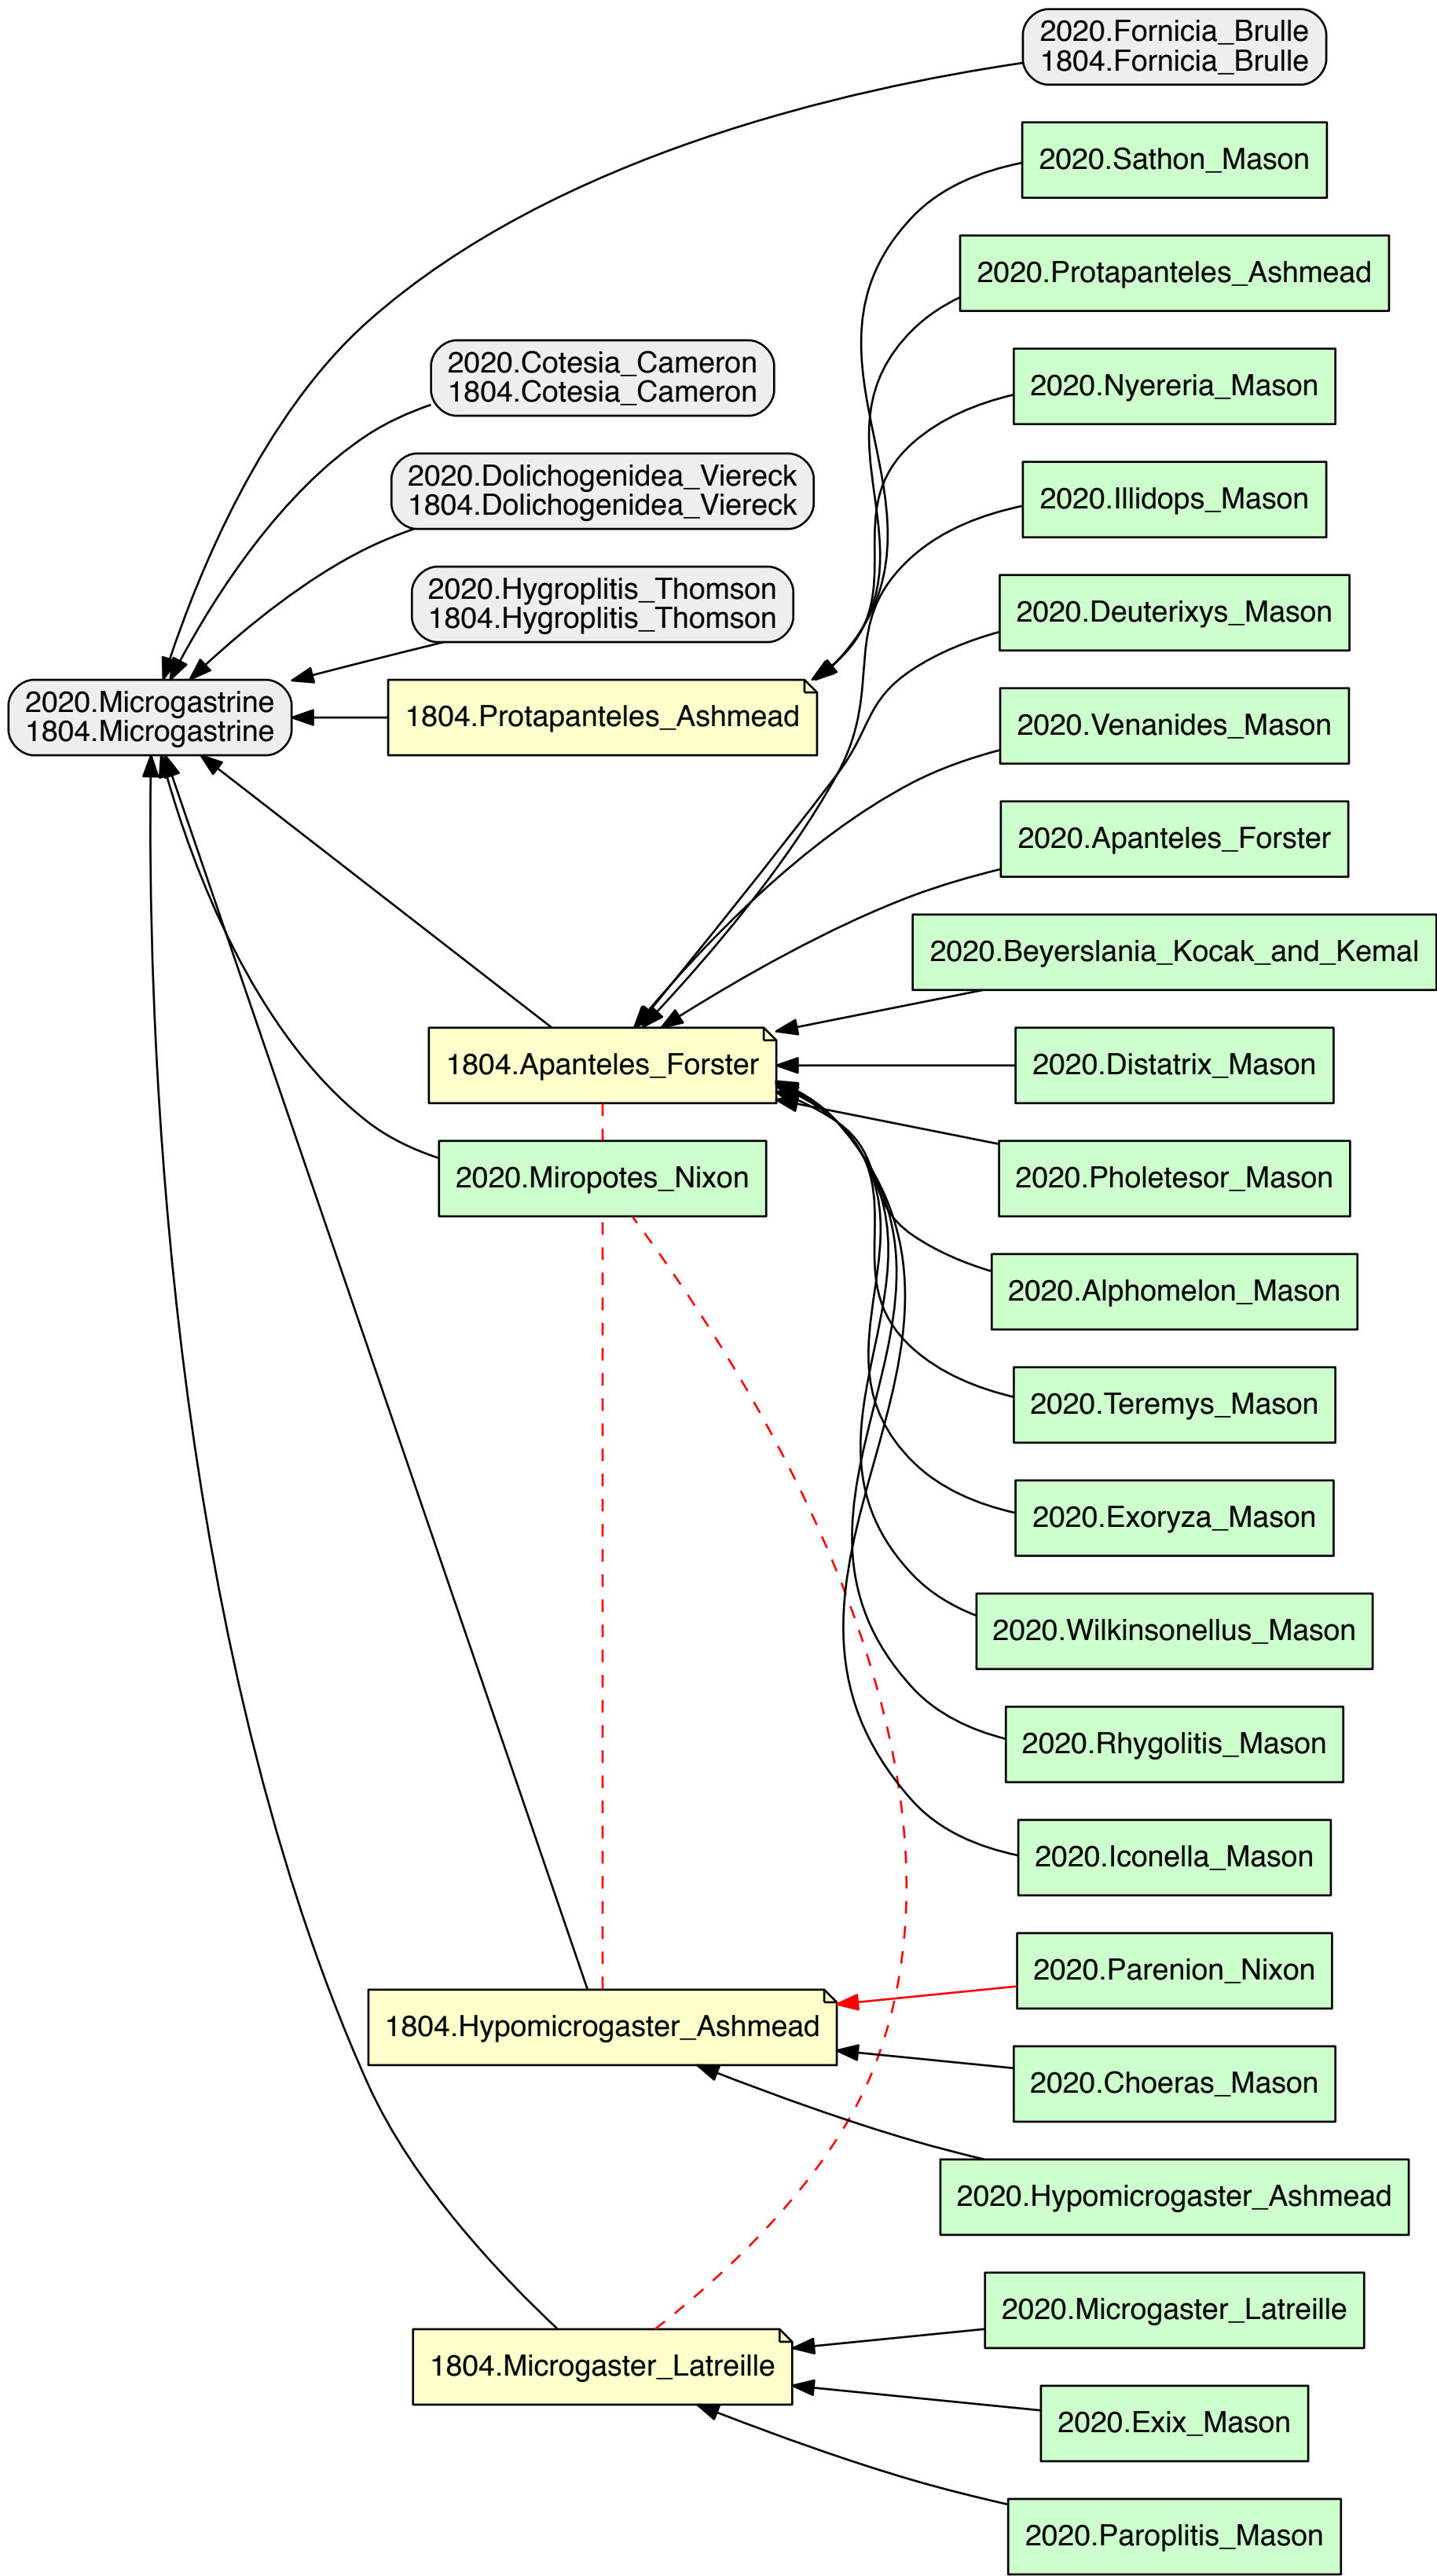 2020.Fornicia_Brulle
1804.Fornicia_Brulle
2020.Sathon_Mason
2020.Protapanteles_Ashmead
2020.Cotesia_Cameron
1804.Cotesia_Cameron
2020.Nyereria_Mason
2020.Dolichogenidea_Viereck
1804.Dolichogenidea_Viereck
2020.Illidops_Mason
2020.Hygroplitis_Thomson
1804.Hygroplitis_Thomson
2020.Deuterixys_Mason
2020.Microgastrine
1804.Microgastrine
1804.Protapanteles_Ashmead
2020.Venanides_Mason
2020.Apanteles_Forster
2020.Beyerslania_Kocak_and_Kemal
1804.Apanteles_Forster
2020.Distatrix_Mason
2020.Miropotes_Nixon
2020.Pholetesor_Mason
2020.Alphomelon_Mason
2020.Teremys_Mason
2020.Exoryza_Mason
2020.Wilkinsonellus_Mason
2020.Rhygolitis_Mason
2020.Iconella_Mason
2020.Parenion_Nixon
1804.Hypomicrogaster_Ashmead
2020.Choeras_Mason
2020.Hypomicrogaster_Ashmead
2020.Microgaster_Latreille
1804.Microgaster_Latreille
2020.Exix_Mason
2020.Paroplitis_Mason